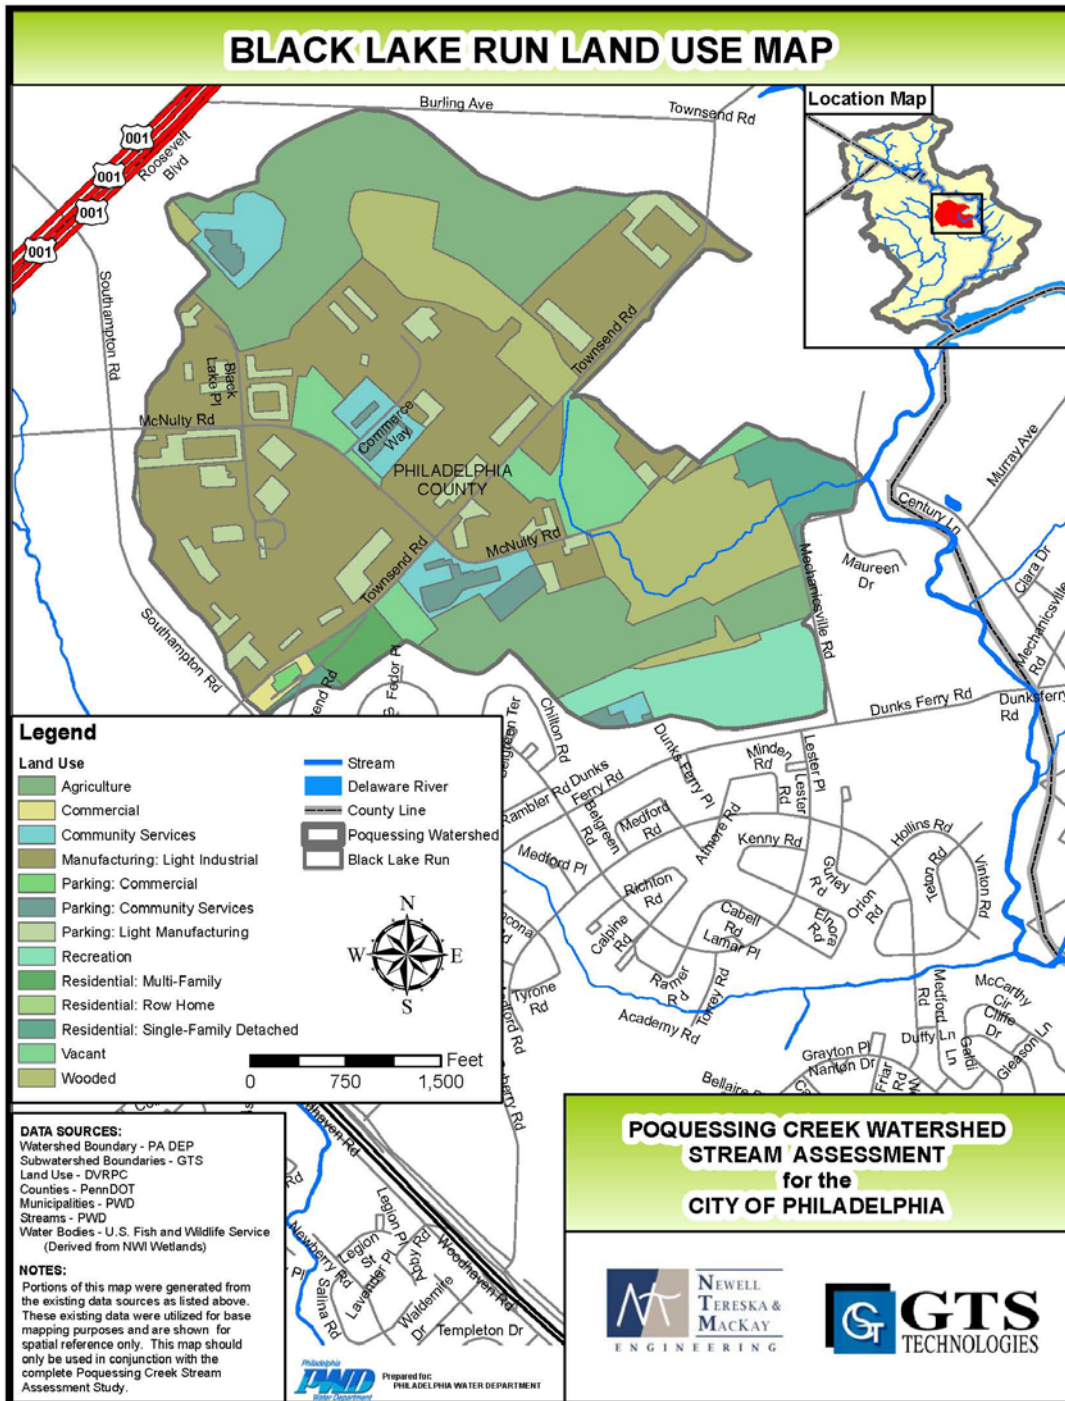 BLACK LAKE RUN LAND USE MAP
Burling Ave
Townsend Rd
Location Map
001
Roosevelt
Blvd
001
001
001
Southampton Rd
Townsend Rd
Black
Lake Pl
McNulty Rd
Commerce
Way
PHILADELPHIA
COUNTY
Murray Ave
Century Ln
McNulty Rd
Townsend Rd
Maureen
Dr
Clara Dr
Mechanicsville
Rd
Mechanicsville Rd
Southampton Rd
S. Fedor Pl
Dunks Ferry Rd
Dunksferry
Rd
Legend
Land Use
Agriculture
Commercial
Community Services
Manufacturing: Light Industrial
Parking: Commercial
Parking: Community Services
Parking: Light Manufacturing
Recreation
Residential: Multi-Family
Residential: Row Home
Residential: Single-Family Detached
Vacant
Wooded
Stream
Delaware River
County Line
Poquessing Watershed
Black Lake Run
N
W E
S
Feet
0 750 1,500
Chilton Rd
Dunks
Ferry Rd
Rambler Rd
Dunks Ferry Pl
Minden
Rd
Lester
Rd
Lester Pl
Belgreen
Rd
Medford
Rd
Atmore Rd
Kenny Rd
Hollins Rd
Medford Pl
Richton
Rd
Gurley
Rd
Orion
Rd
Teton Rd
Vinton Rd
Calpine
Rd
Cabell
Rd
Lamar Pl
Elnora
Rd
Ramer
Rd
Torrey Rd
Tyrone
Rd
Academy Rd
Medford
Rd
McCarthy
Cir
Cliffe
Dr
Duffy Ln
Galdi
Ln
Gleason Ln
Grayton Pl
Nanton Dr
Friar
Rd
DATA SOURCES:
Watershed Boundary - PA DEP
Subwatershed Boundaries - GTS
Land Use - DVRPC
Counties - PennDOT
Municipalities - PWD
Streams - PWD
Water Bodies - U.S. Fish and Wildlife Service
(Derived from NWI Wetlands)
NOTES:
Portions of this map were generated from
the existing data sources as listed above.
These existing data were utilized for base
mapping purposes and are shown for
spatial reference only. This map should
only be used in conjunction with the
complete Poquessing Creek Stream
Assessment Study.
Newberry Rd
Legion
St
Legion Pl
Lavender Pl
Abby Rd
Woodhaven Rd
Salina Rd
Waldemire
Dr
Templeton Dr
Philadelphia
PWD
Water Department
Prepared for:
PHILADELPHIA WATER DEPARTMENT
POQUESSING CREEK WATERSHED
STREAM ASSESSMENT
for the
CITY OF PHILADELPHIA
NEWELL
TERESKA &
MACKAY
ENGINEERING
GTS
TECHNOLOGIES